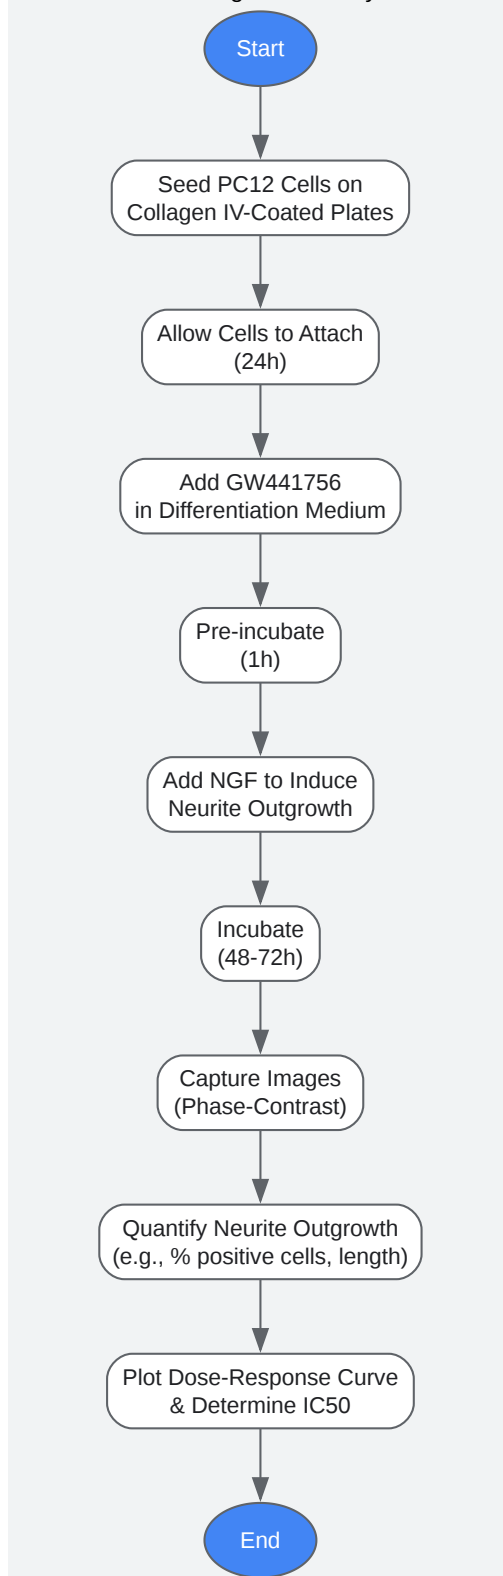 Start
Seed PC12 Cells on
Collagen IV-Coated Plates
Allow Cells to Attach
(24h)
Add GW441756
in Differentiation Medium
Pre-incubate
(1h)
Add NGF to Induce
Neurite Outgrowth
Incubate
(48-72h)
Capture Images
(Phase-Contrast)
Quantify Neurite Outgrowth
(e.g., % positive cells, length)
Plot Dose-Response Curve
& Determine IC50
End